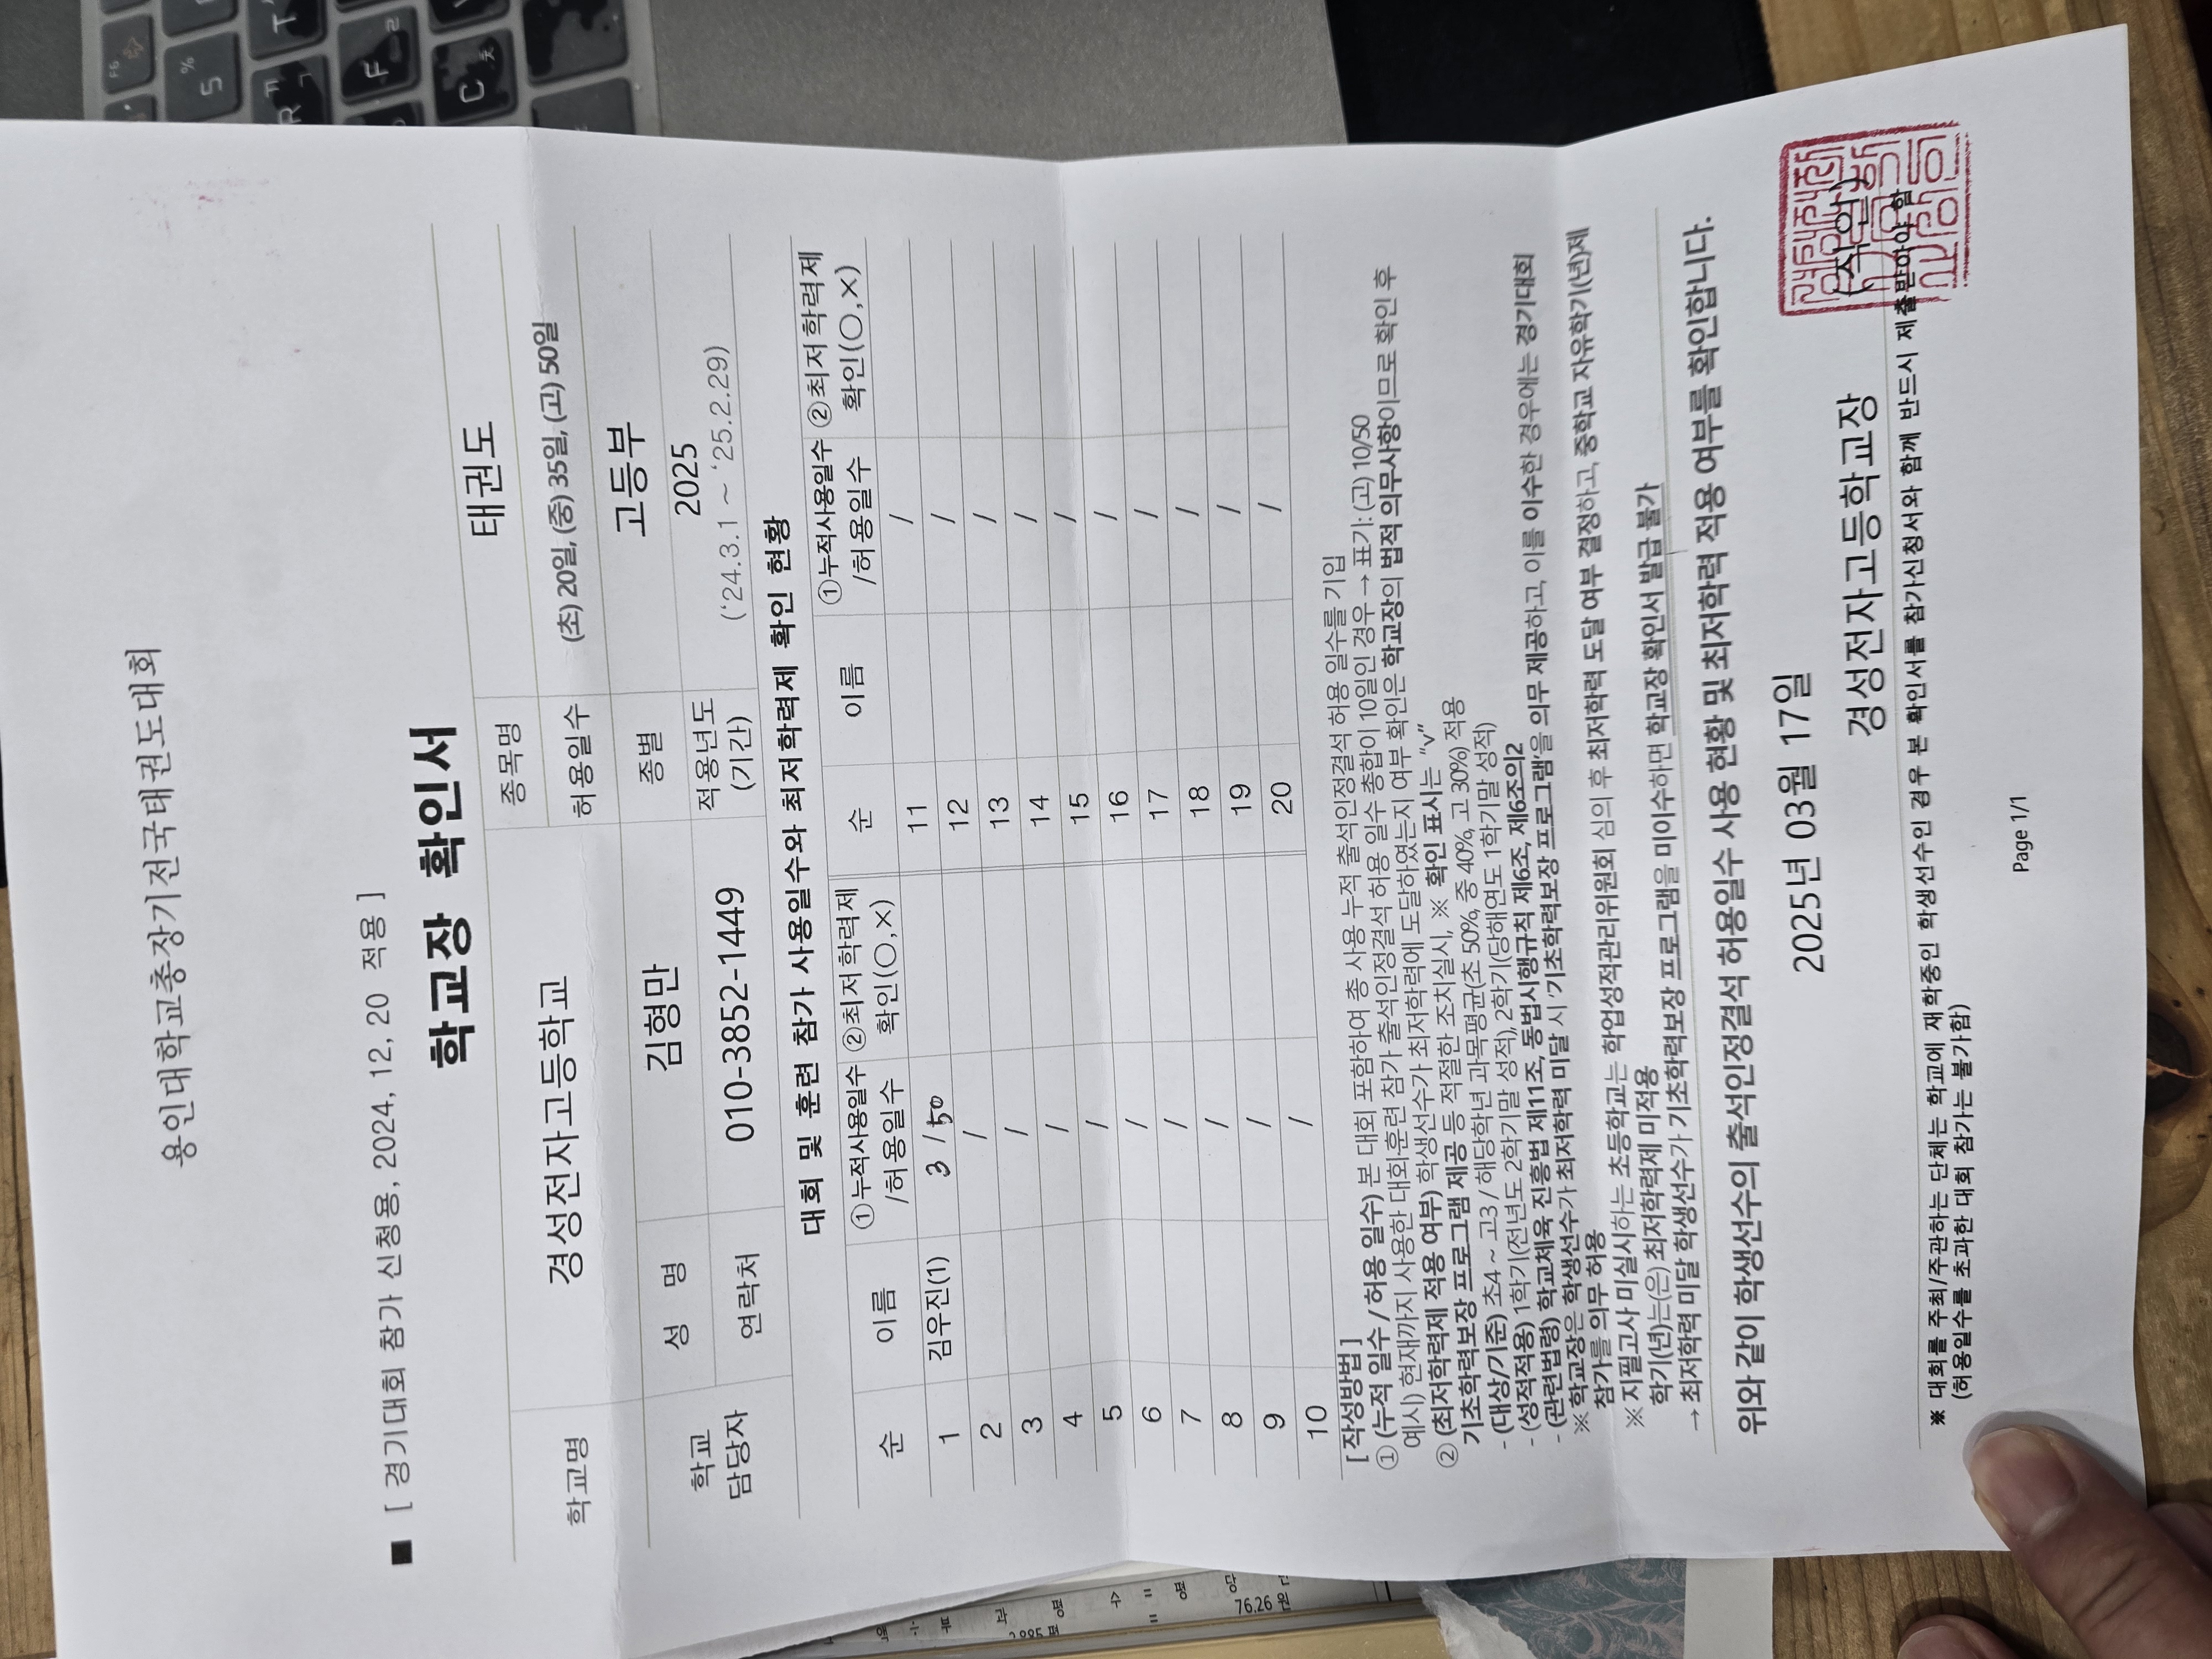 용인대학교총장기전국태권도대회
■ [ 경기대회 참가 신청용, 2024, 12, 20 적용 ]
학교장 확인서
학교명 경성전자고등학교 종목명 태권도
허용일수 (초) 20일, (중) 35일, (고) 50일
학교 담당자 성 명 김형만 종별 고등부
연락처 010-3852-1449 적용년도 (기간) 2025 ('24.3.1 ~ '25.2.29)
대회 및 훈련 참가 사용일수와 최저학력제 확인 현황
순 이름 ①누적사용일수 /허용일수 ②최저학력제 확인(○,×) 순 이름 ①누적사용일수 /허용일수 ②최저학력제 확인(○,×)
1 김우진(1) 3 / 50 11 /
2 / 12 /
3 / 13 /
4 / 14 /
5 / 15 /
6 / 16 /
7 / 17 /
8 / 18 /
9 / 19 /
10 / 20 /
[ 작성방법 ]
① (누적 일수 / 허용 일수) 본 대회 포함하여 총 사용 누적 출석인정결석 허용 일수를 기입
예시) 현재까지 사용한 대회훈련 참가 출석인정결석 허용 일수 총합이 10일인 경우 → 표기: (고) 10/50
② (최저학력제 적용 여부) 학생선수가 최저학력에 도달하였는지 여부 확인은 학교장의 법적 의무사항이므로 확인 후
기초학력보장 프로그램 제공 등 적절한 조치실시, ※ 확인 표시는 "v"
- (대상/기준) 초4 ~ 고3 / 해당학년 과목평균(초 50%, 중 40%, 고 30%) 적용
- (성적적용) 1학기(전년도 2학기말 성적), 2학기(당해연도 1학기말 성적)
- (관련법령) 학교체육 진흥법 제11조, 동법시행규칙 제6조, 제6조의2
※ 학교장은 학생선수가 최저학력 미달 시 '기초학력보장 프로그램'을 의무 제공하고, 이를 이수한 경우에는 경기대회
참가를 의무 허용
※ 지필고사 미실시하는 초등학교는 학업성적관리위원회 심의 후 최저학력 도달 여부 결정하고, 중학교 자유학기(년)제
학기(년)는(은) 최저학력제 미적용
→ 최저학력 미달 학생선수가 기초학력보장 프로그램을 미이수하면 학교장 확인서 발급 불가
위와 같이 학생선수의 출석인정결석 허용일수 사용 현황 및 최저학력 적용 여부를 확인합니다.
2025년 03월 17일
경성전자고등학교장 (직인)
※ 대회를 주최/주관하는 단체는 학교에 재학중인 학생선수인 경우 본 확인서를 참가신청서와 함께 반드시 제출받아야 함
(허용일수를 초과한 대회 참가는 불가함)
Page 1/1
F6
5 %
R ㄲ ㄱ
T
F ㄹ
C ㅊ
76.26